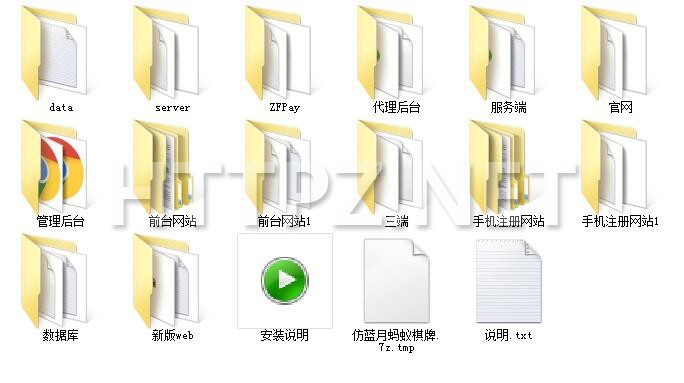 data
server
ZFPay
代理后台
服务端
官网
HTTPZ.NET
管理后台
前台网站
前台网站1
三端
手机注册网站
手机注册网站1
数据库
新版web
安装说明
仿蓝月蚂蚁棋牌.
7z.tmp
说明.txt